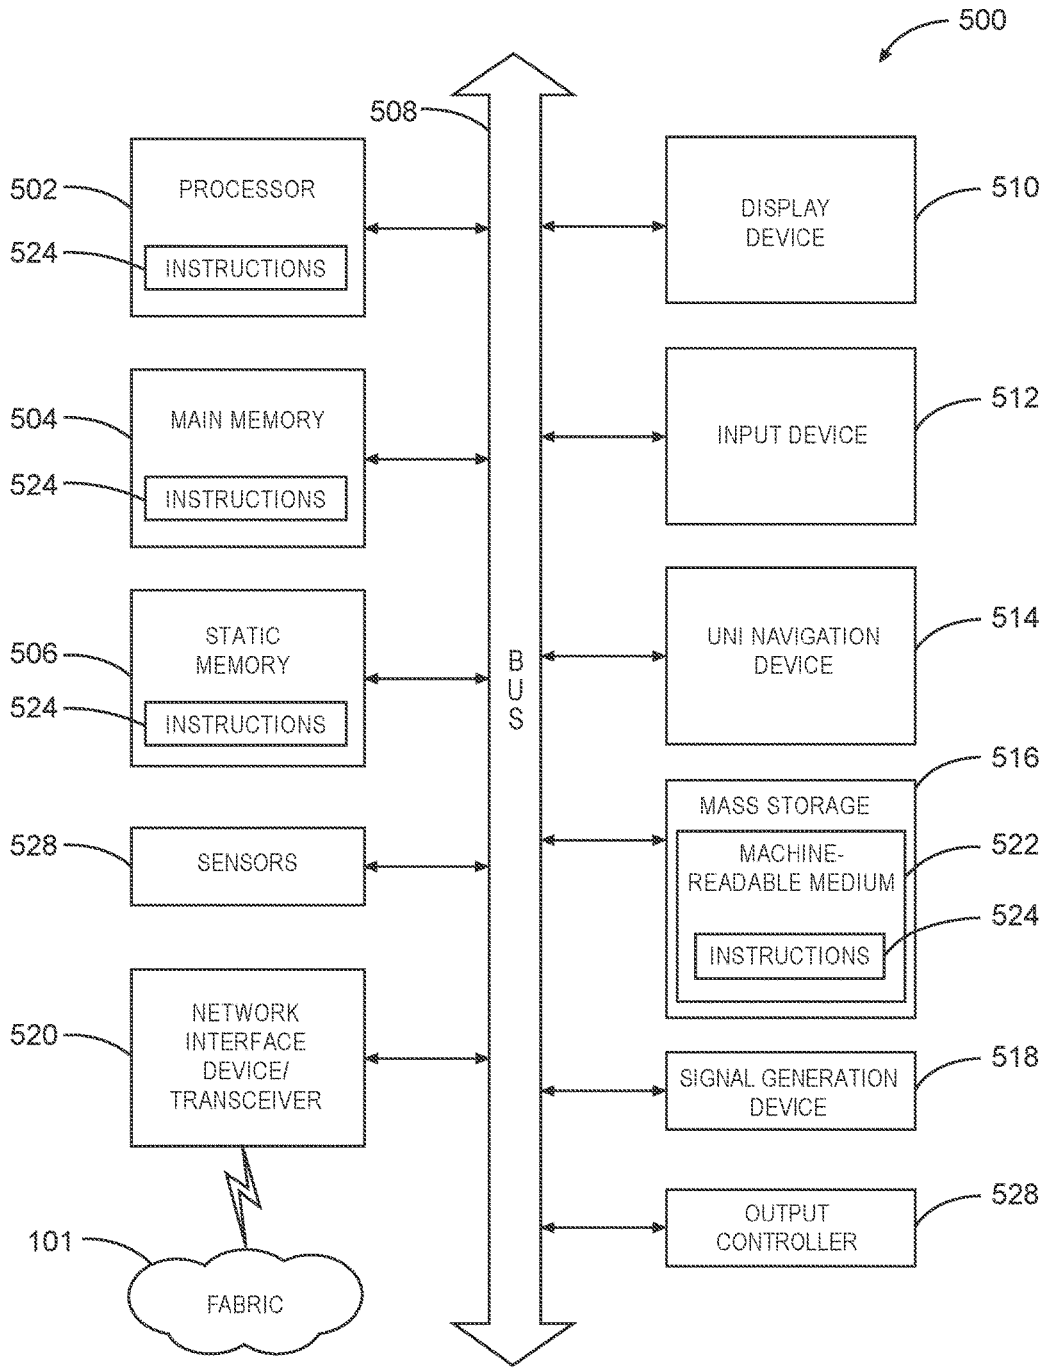 500
508
502
PROCESSOR
524
INSTRUCTIONS
504
MAIN MEMORY
524
INSTRUCTIONS
506
STATIC
MEMORY
524
INSTRUCTIONS
528
SENSORS
520
NETWORK
INTERFACE
DEVICE/
TRANSCEIVER
101
FABRIC
B
U
S
510
DISPLAY
DEVICE
512
INPUT DEVICE
514
UNI NAVIGATION
DEVICE
516
MASS STORAGE
522
MACHINE-
READABLE MEDIUM
524
INSTRUCTIONS
518
SIGNAL GENERATION
DEVICE
528
OUTPUT
CONTROLLER